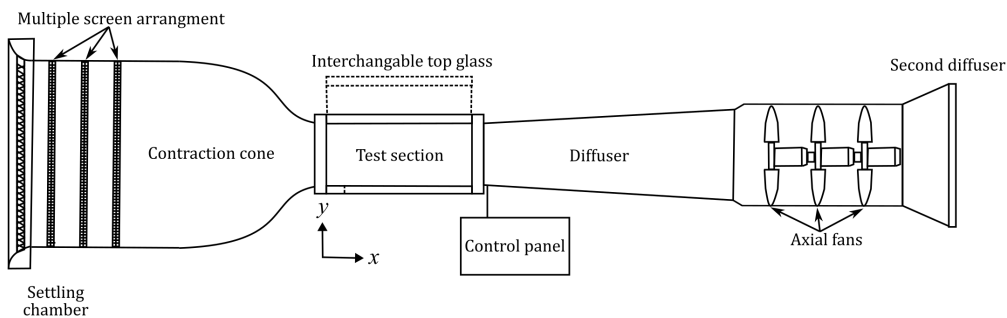 Multiple screen arrangment
Interchangable top glass
Second diffuser
Contraction cone
Test section
Diffuser
y
x
Control panel
Axial fans
Settling
chamber